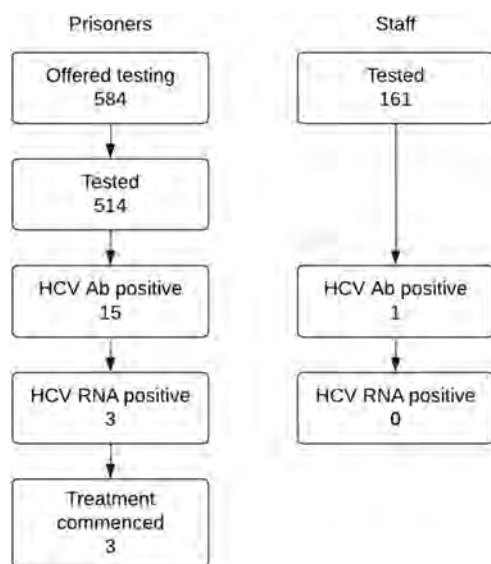 Prisoners
Offered testing
584
Tested
514
HCV Ab positive
15
HCV RNA positive
3
Treatment
commenced
3
Staff
Tested
161
HCV Ab positive
1
HCV RNA positive
0